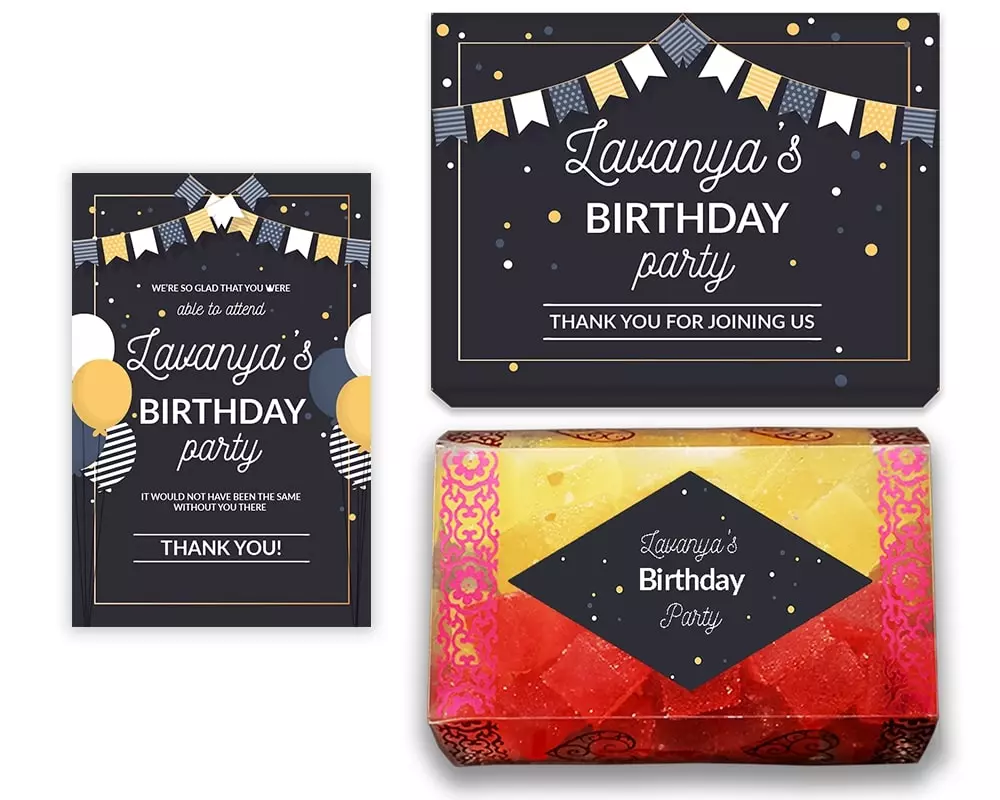 WE'RE SO GLAD THAT YOU WERE
able to attend
Lavanya's
BIRTHDAY
party
IT WOULD NOT HAVE BEEN THE SAME
WITHOUT YOU THERE
THANK YOU!
Lavanya's
BIRTHDAY
party
THANK YOU FOR JOINING US
Lavanya's
Birthday
Party